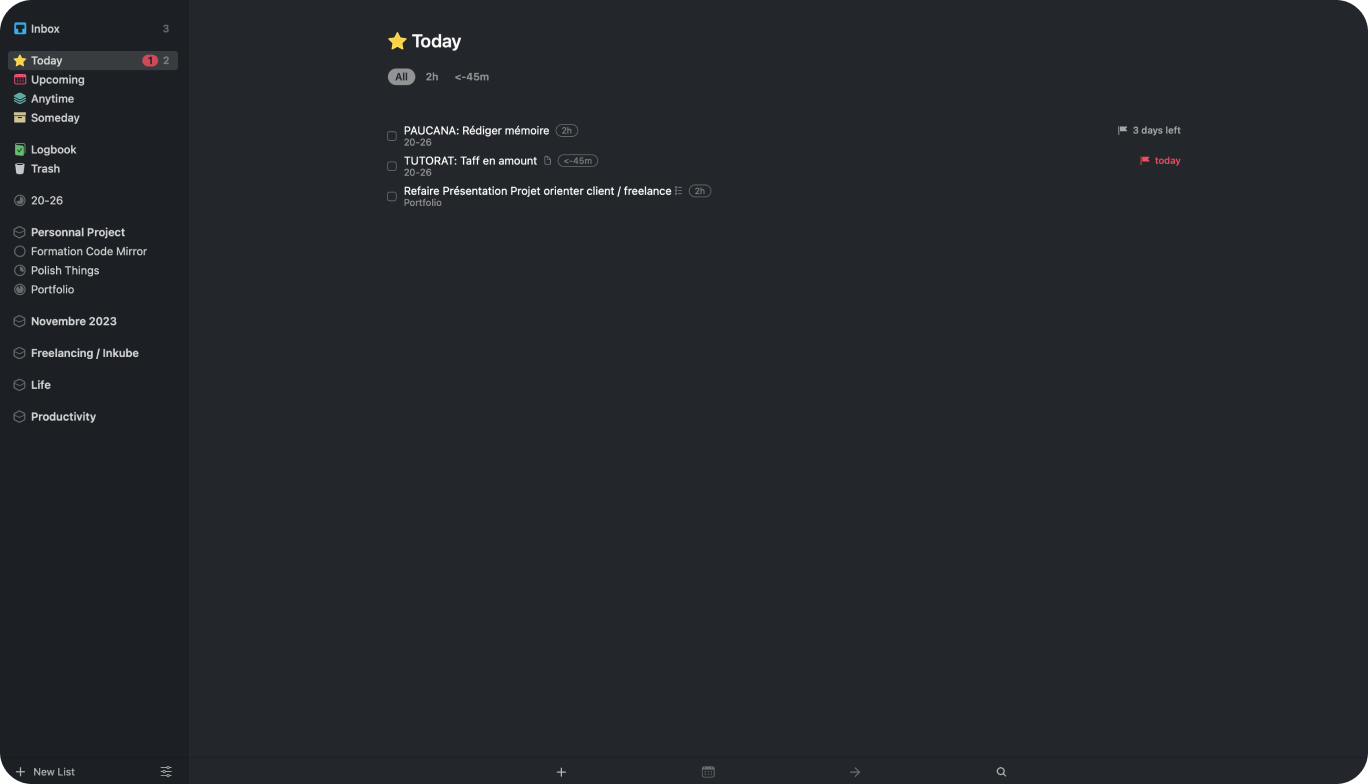 Inbox 3
Today 1 2
Upcoming
Anytime
Someday
Logbook
Trash
20-26
Personnal Project
Formation Code Mirror
Polish Things
Portfolio
Novembre 2023
Freelancing / Inkube
Life
Productivity
New List
Today
All 2h <-45m
PAUCANA: Rédiger mémoire 2h 3 days left
20-26
TUTORAT: Taff en amount <-45m today
20-26
Refaire Présentation Projet orienter client / freelance 2h
Portfolio